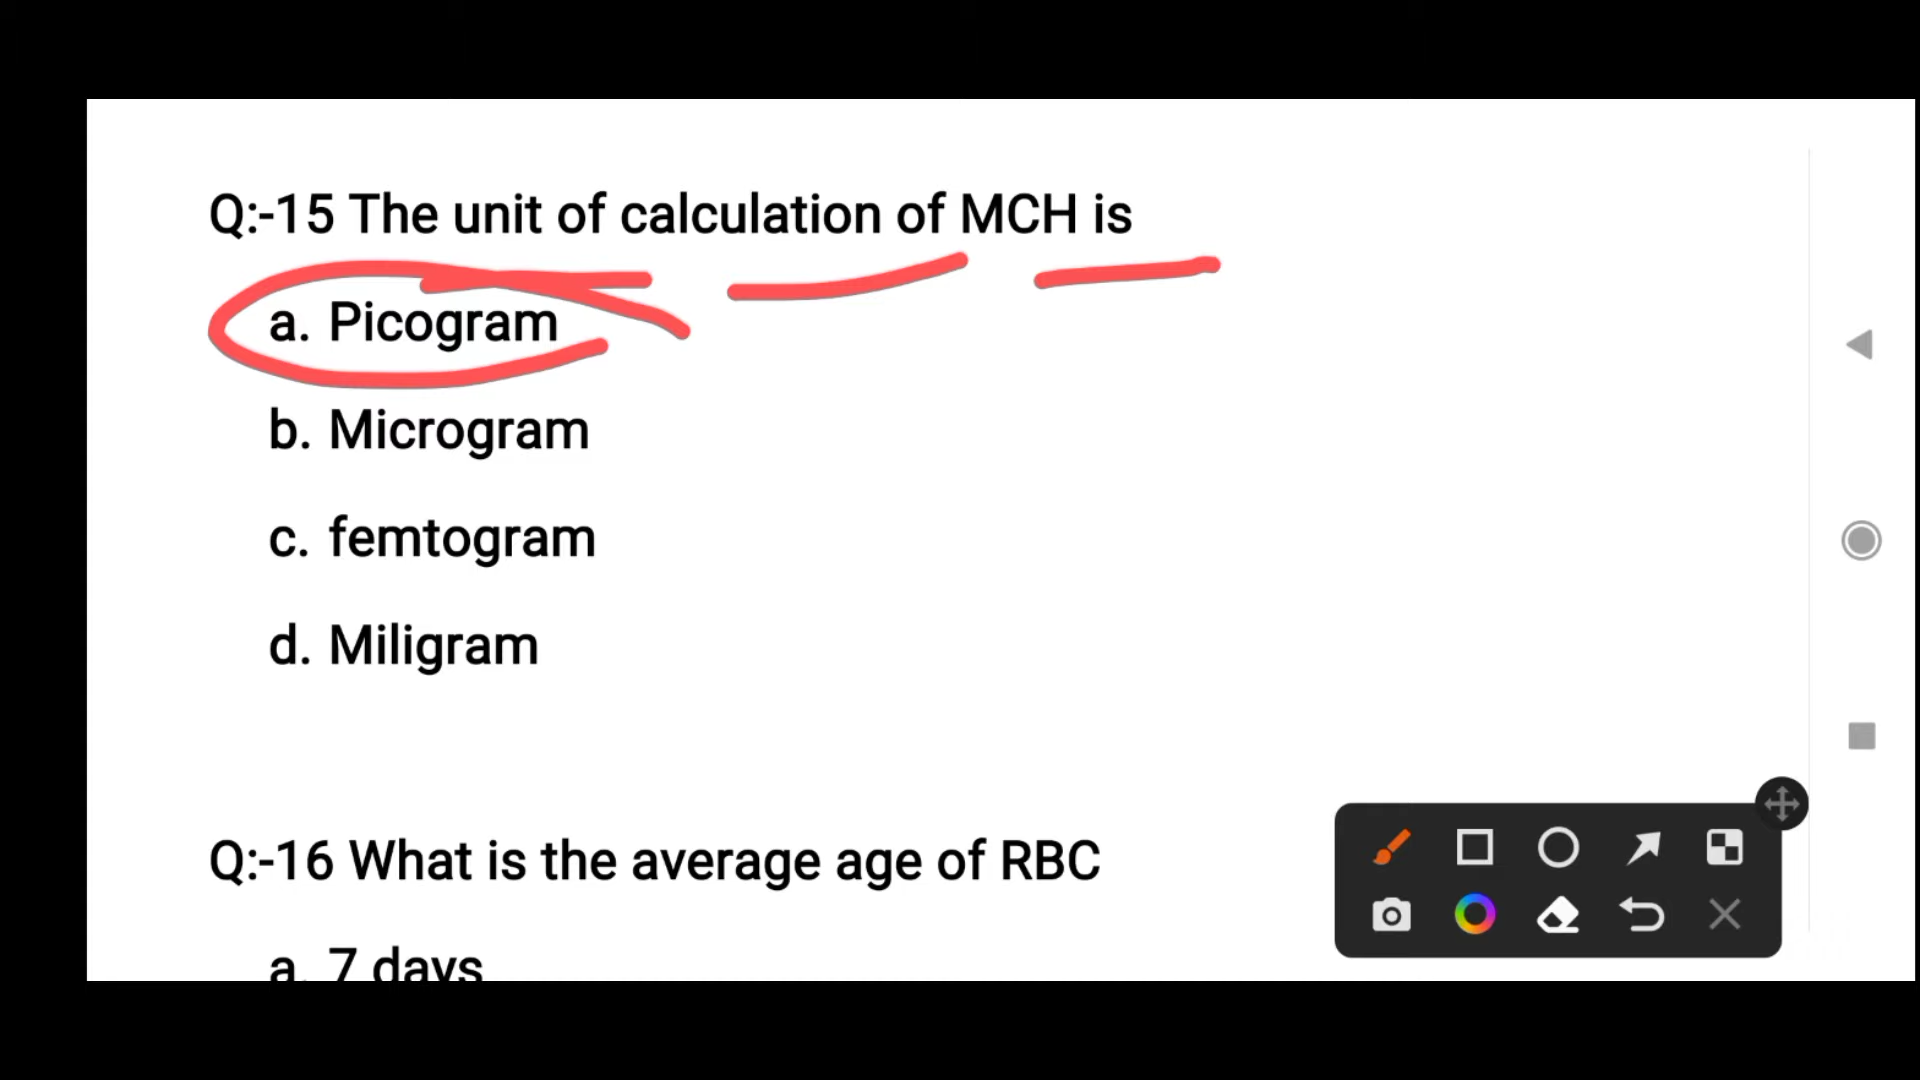 Q:-15 The unit of calculation of MCH is
a. Picogram
b. Microgram
c. femtogram
d. Miligram
Q:-16 What is the average age of RBC
a. 7 days